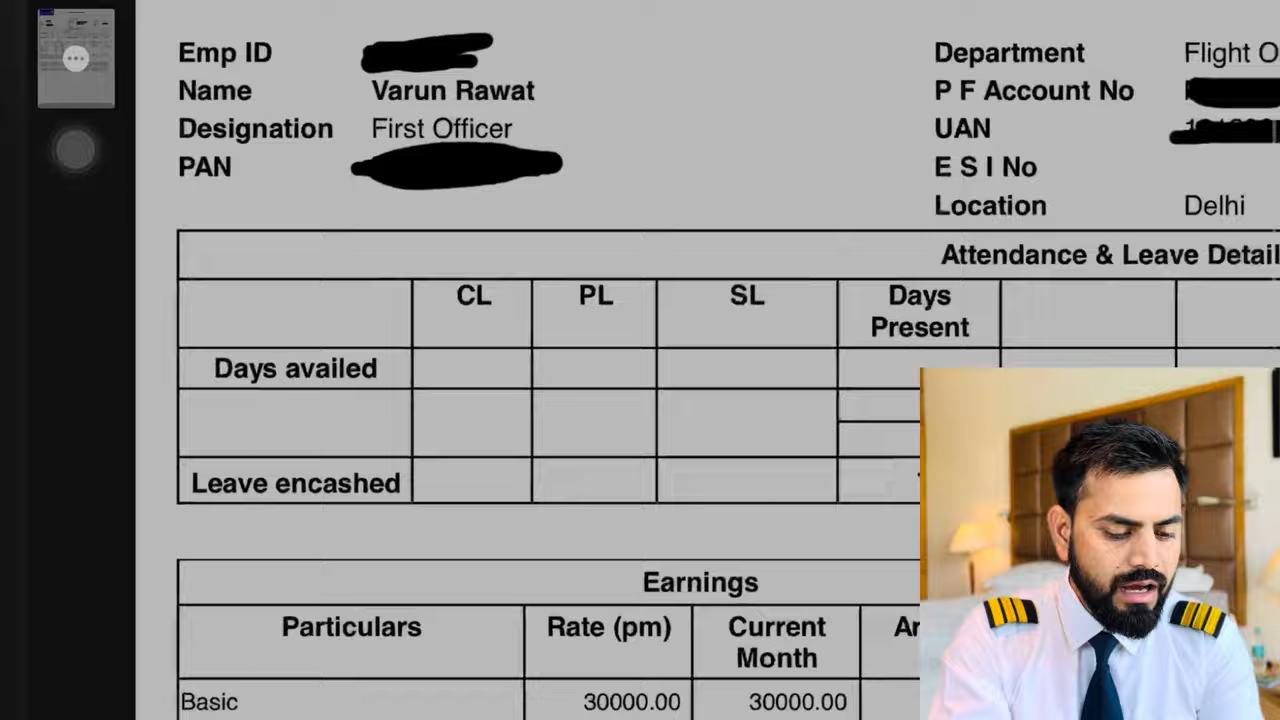 Emp ID
Name Varun Rawat
Designation First Officer
PAN
Department Flight O
P F Account No
UAN
E S I No
Location Delhi
Attendance & Leave Detail
CL PL SL Days Present
Days availed
Leave encashed
Earnings
Particulars Rate (pm) Current Month Ar
Basic 30000.00 30000.00